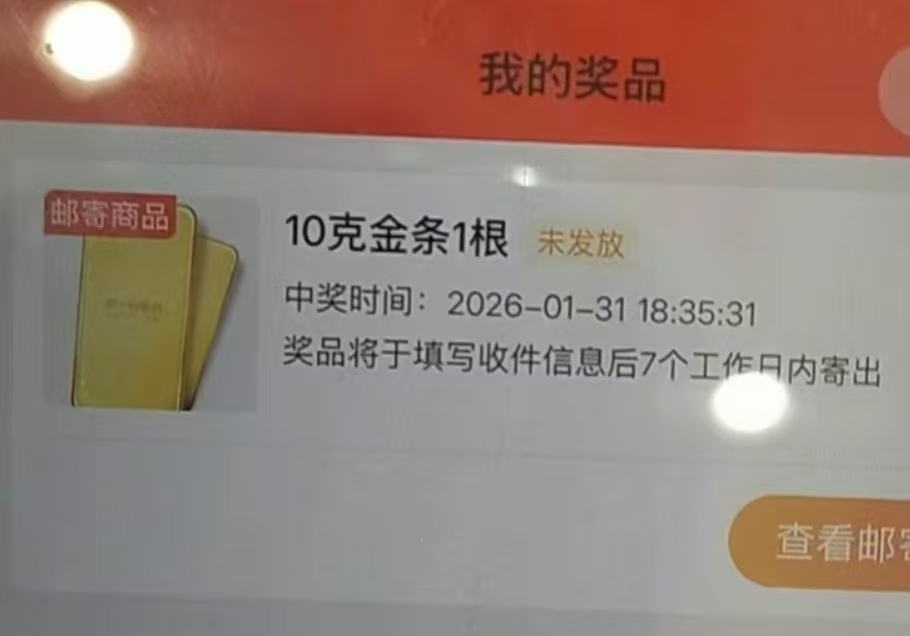 我的奖品
邮寄商品
10克金条1根 未发放
中奖时间：2026-01-31 18:35:31
奖品将于填写收件信息后7个工作日内寄出
查看邮